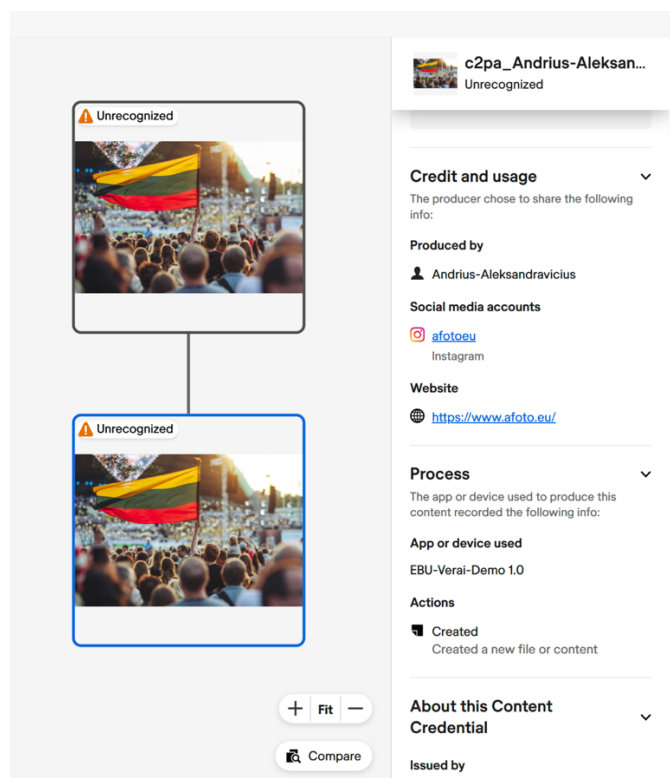 Unrecognized
Unrecognized
Fit
Compare
c2pa_Andrius-Aleksan...
Unrecognized
Credit and usage
The producer chose to share the following
info:
Produced by
Andrius-Aleksandravicius
Social media accounts
afotoeu
Instagram
Website
https://www.afoto.eu/
Process
The app or device used to produce this
content recorded the following info:
App or device used
EBU-Verai-Demo 1.0
Actions
Created
Created a new file or content
About this Content
Credential
Issued by